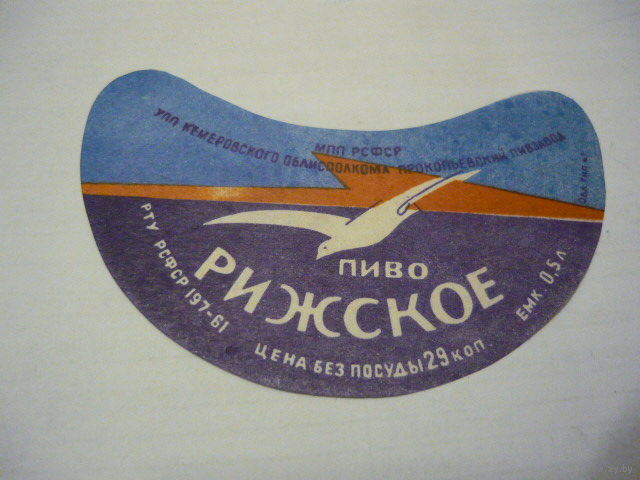 МПП РСФСР
УПП КЕМЕРОВСКОГО ОБЛИСПОЛКОМА ПРОКОПЬЕВСКИЙ ПИВЗАВОД
ПИВО
РИЖСКОЕ
РТУ РСФСР 197-61
ЦЕНА БЕЗ ПОСУДЫ 29 КОП.
ЕМК 0,5 Л